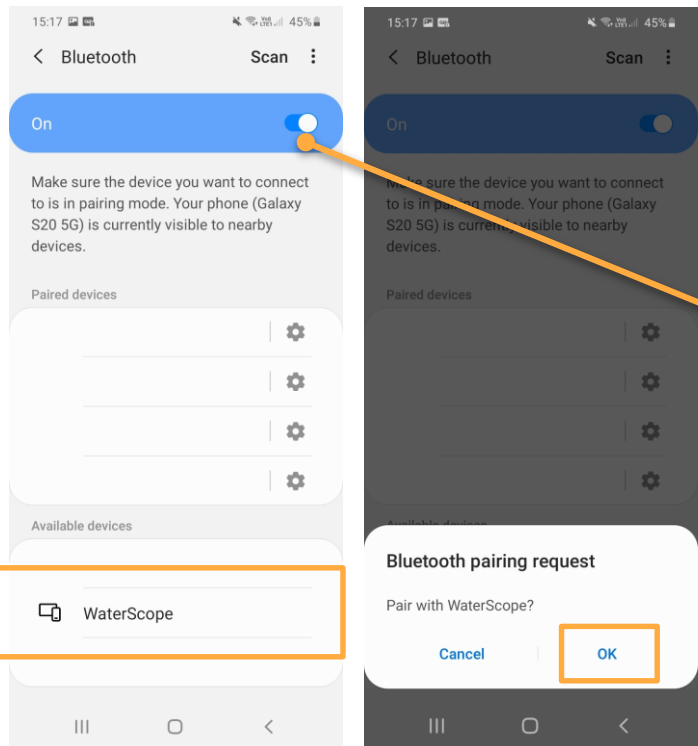 15:17 45%
Bluetooth Scan
On
Make sure the device you want to connect
to is in pairing mode. Your phone (Galaxy
S20 5G) is currently visible to nearby
devices.
Paired devices
Available devices
WaterScope
15:17 45%
Bluetooth Scan
On
Make sure the device you want to connect
to is in pairing mode. Your phone (Galaxy
S20 5G) is currently visible to nearby
devices.
Paired devices
Available devices
Bluetooth pairing request
Pair with WaterScope?
Cancel OK